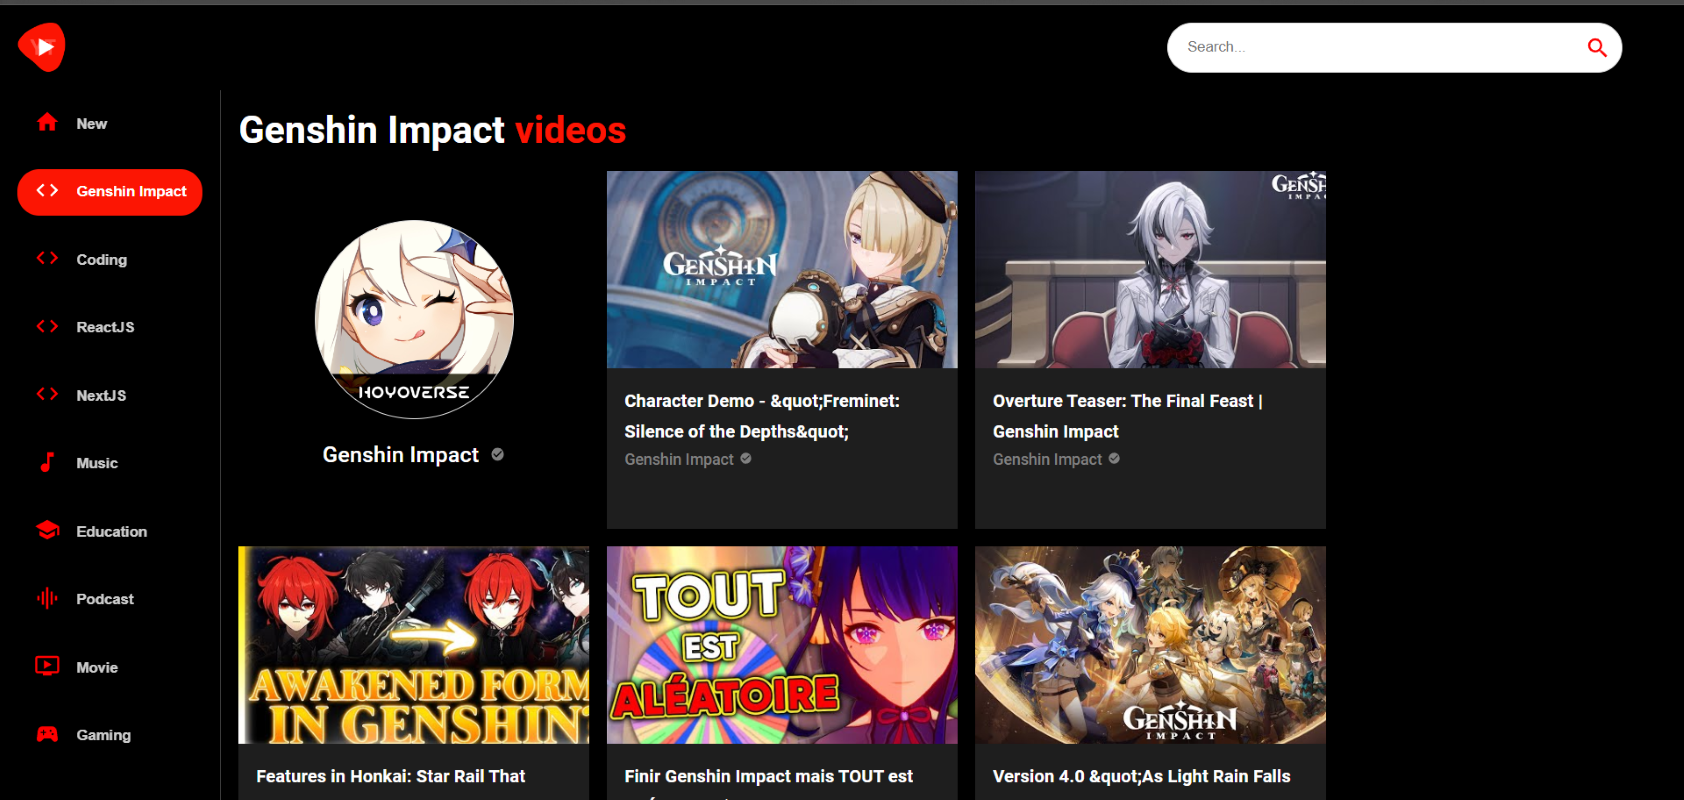 Search...
New
Genshin Impact
Coding
ReactJS
NextJS
Music
Education
Podcast
Movie
Gaming
Genshin Impact videos
HOYOVERSE
Genshin Impact
GENSHIN
IMPACT
Character Demo - &quot;Freminet:
Silence of the Depths&quot;
Genshin Impact
GENSH
IMPAC
Overture Teaser: The Final Feast |
Genshin Impact
Genshin Impact
AWAKENED FORM
IN GENSHIN?
Features in Honkai: Star Rail That
TOUT
EST
ALÉATOIRE
Finir Genshin Impact mais TOUT est
GENSHIN
IMPACT
Version 4.0 &quot;As Light Rain Falls